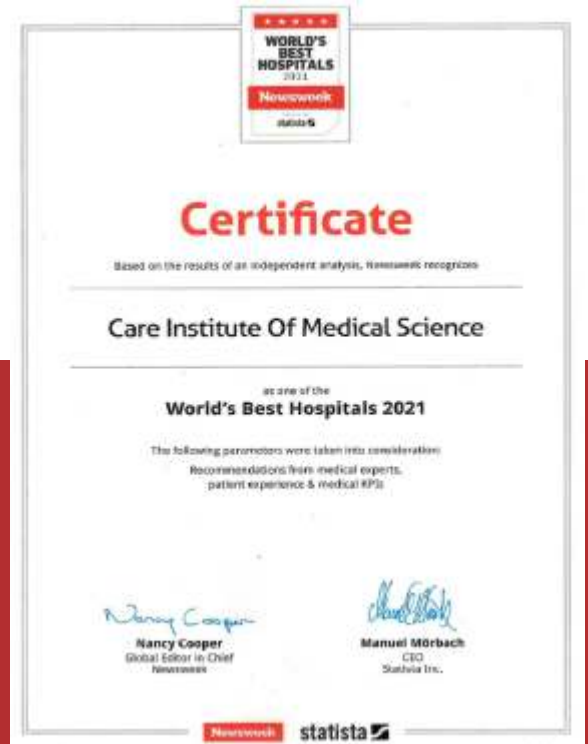 WORLD'S
BEST
HOSPITALS
2021
Newsweek
statista
Certificate
Based on the results of an independent analysis, Newsweek recognizes
Care Institute Of Medical Science
as one of the
World's Best Hospitals 2021
The following parameters were taken into consideration:
Recommendations from medical experts,
patient experience & medical KPIs
Nancy Cooper
Nancy Cooper
Global Editor in Chief
Newsweek
Manuel Mörbach
CEO
Statista Inc.
Newsweek statista